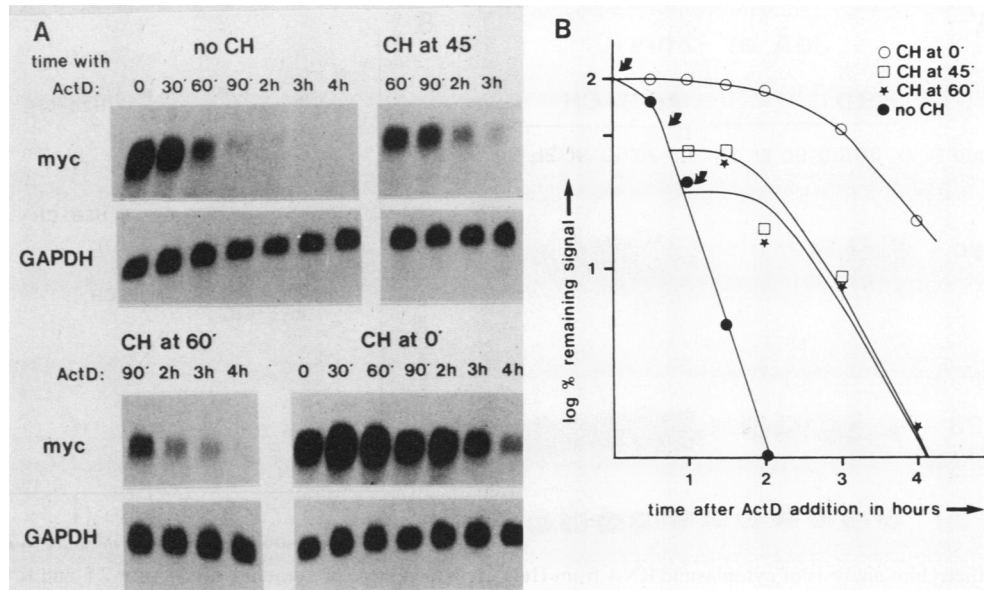 A
no CH
CH at 45´
time with
ActD:
0 30´ 60´ 90´ 2h 3h 4h
60´ 90´ 2h 3h
myc
GAPDH
CH at 60´
CH at 0´
ActD:
90´ 2h 3h 4h
0 30´ 60´ 90´ 2h 3h 4h
myc
GAPDH
B
CH at 0´
CH at 45´
CH at 60´
no CH
2
1
log % remaining signal
1 2 3 4
time after ActD addition, in hours